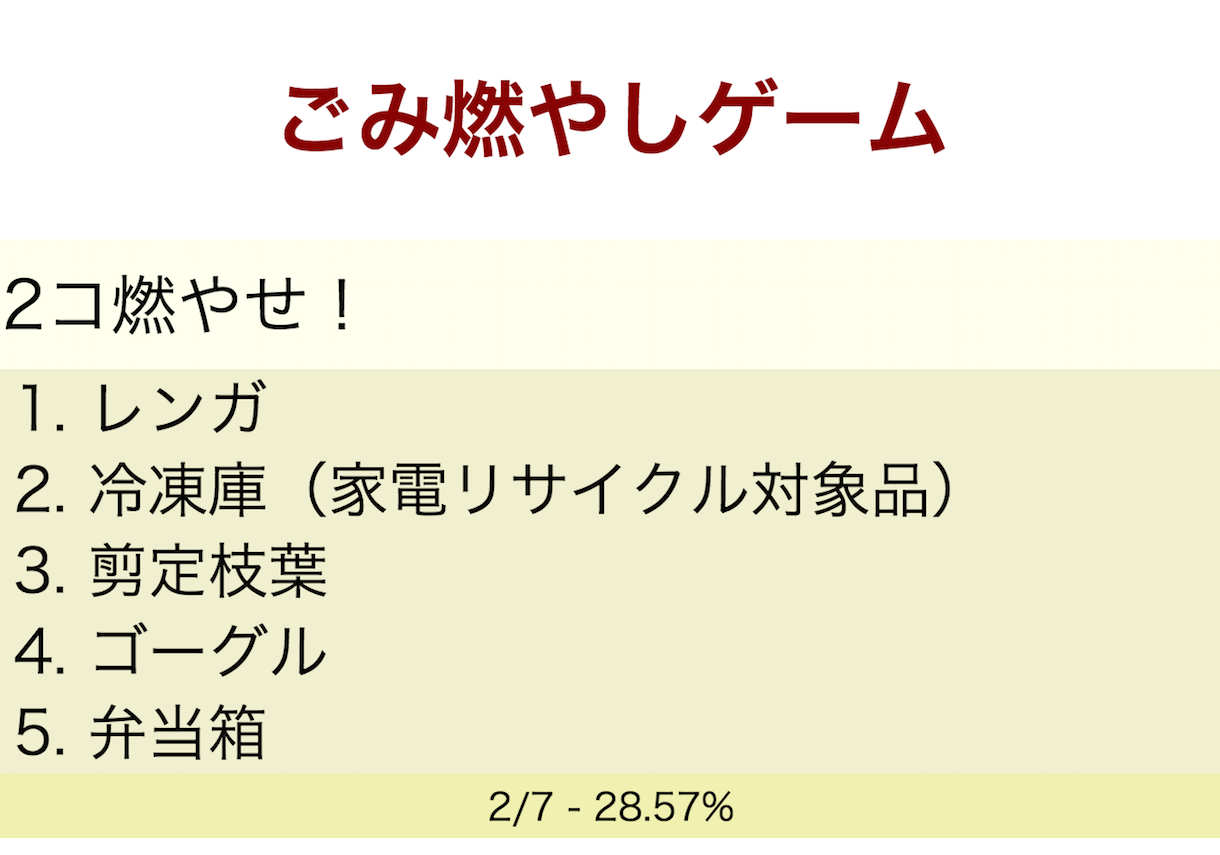 ごみ燃やしゲーム
2コ燃やせ！
1. レンガ
2. 冷凍庫（家電リサイクル対象品）
3. 剪定枝葉
4. ゴーグル
5. 弁当箱
2/7 - 28.57%